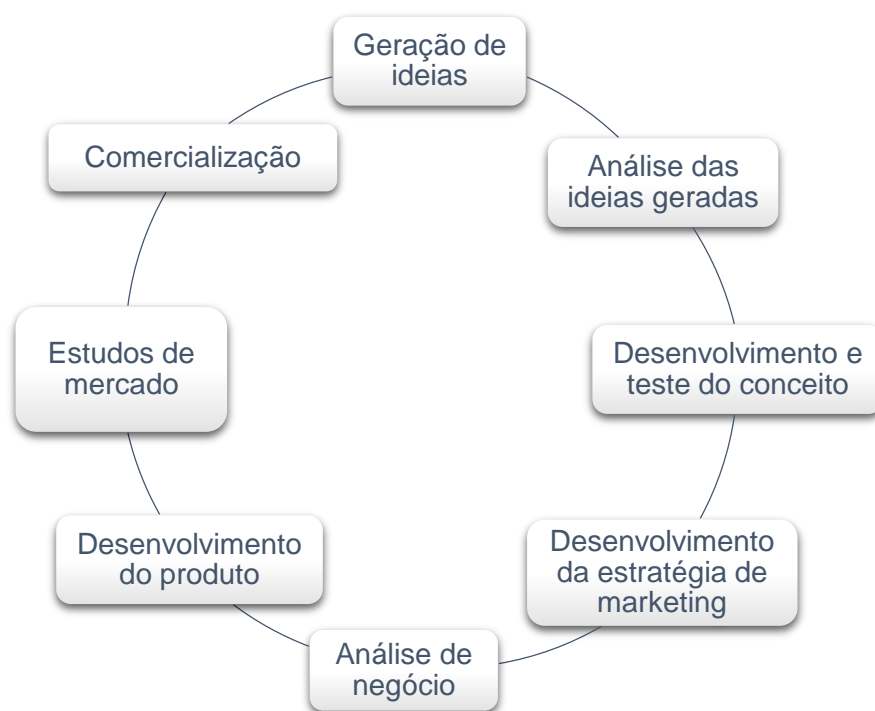 Geração de
ideias
Análise das
ideias geradas
Desenvolvimento e
teste do conceito
Desenvolvimento
da estratégia de
marketing
Análise de
negócio
Desenvolvimento
do produto
Estudos de
mercado
Comercialização